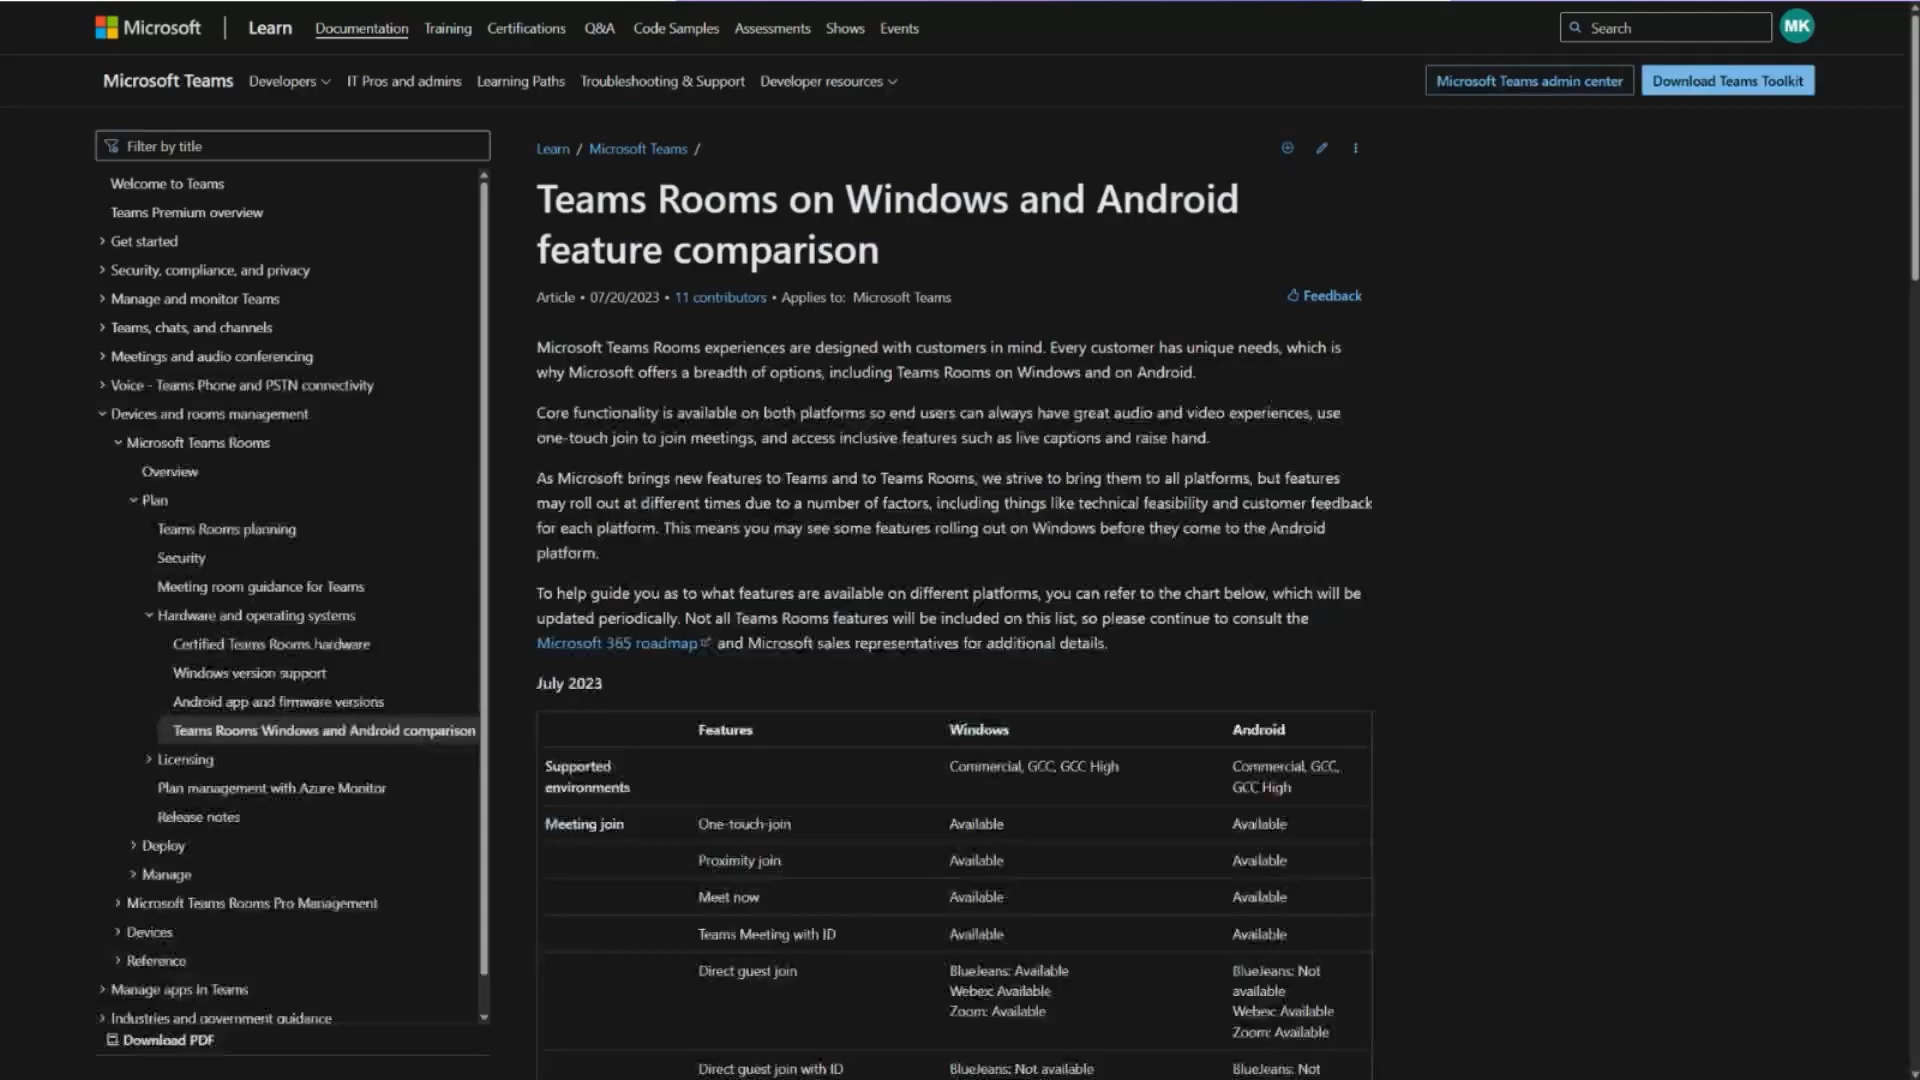 Microsoft Learn Documentation Training Certifications Q&A Code Samples Assessments Shows Events Search MK
Microsoft Teams Developers IT Pros and admins Learning Paths Troubleshooting & Support Developer resources Microsoft Teams admin center Download Teams Toolkit
Filter by title
Welcome to Teams
Teams Premium overview
Get started
Security, compliance, and privacy
Manage and monitor Teams
Teams, chats, and channels
Meetings and audio conferencing
Voice - Teams Phone and PSTN connectivity
Devices and rooms management
Microsoft Teams Rooms
Overview
Plan
Teams Rooms planning
Security
Meeting room guidance for Teams
Hardware and operating systems
Certified Teams Rooms hardware
Windows version support
Android app and firmware versions
Teams Rooms Windows and Android comparison
Licensing
Plan management with Azure Monitor
Release notes
Deploy
Manage
Microsoft Teams Rooms Pro Management
Devices
Reference
Manage apps in Teams
Industries and government guidance
Download PDF
Learn / Microsoft Teams /
Teams Rooms on Windows and Android
feature comparison
Article • 07/20/2023 • 11 contributors • Applies to: Microsoft Teams
Feedback
Microsoft Teams Rooms experiences are designed with customers in mind. Every customer has unique needs, which is
why Microsoft offers a breadth of options, including Teams Rooms on Windows and on Android.
Core functionality is available on both platforms so end users can always have great audio and video experiences, use
one-touch join to join meetings, and access inclusive features such as live captions and raise hand.
As Microsoft brings new features to Teams and to Teams Rooms, we strive to bring them to all platforms, but features
may roll out at different times due to a number of factors, including things like technical feasibility and customer feedback
for each platform. This means you may see some features rolling out on Windows before they come to the Android
platform.
To help guide you as to what features are available on different platforms, you can refer to the chart below, which will be
updated periodically. Not all Teams Rooms features will be included on this list, so please continue to consult the
Microsoft 365 roadmap and Microsoft sales representatives for additional details.
July 2023
Features Windows Android
Supported Commercial, GCC, GCC High Commercial, GCC,
environments GCC High
Meeting join One-touch-join Available Available
Proximity join Available Available
Meet now Available Available
Teams Meeting with ID Available Available
Direct guest join BlueJeans: Available BlueJeans: Not
Webex: Available available
Zoom: Available Webex: Available
Zoom: Available
Direct guest join with ID BlueJeans: Not available BlueJeans: Not